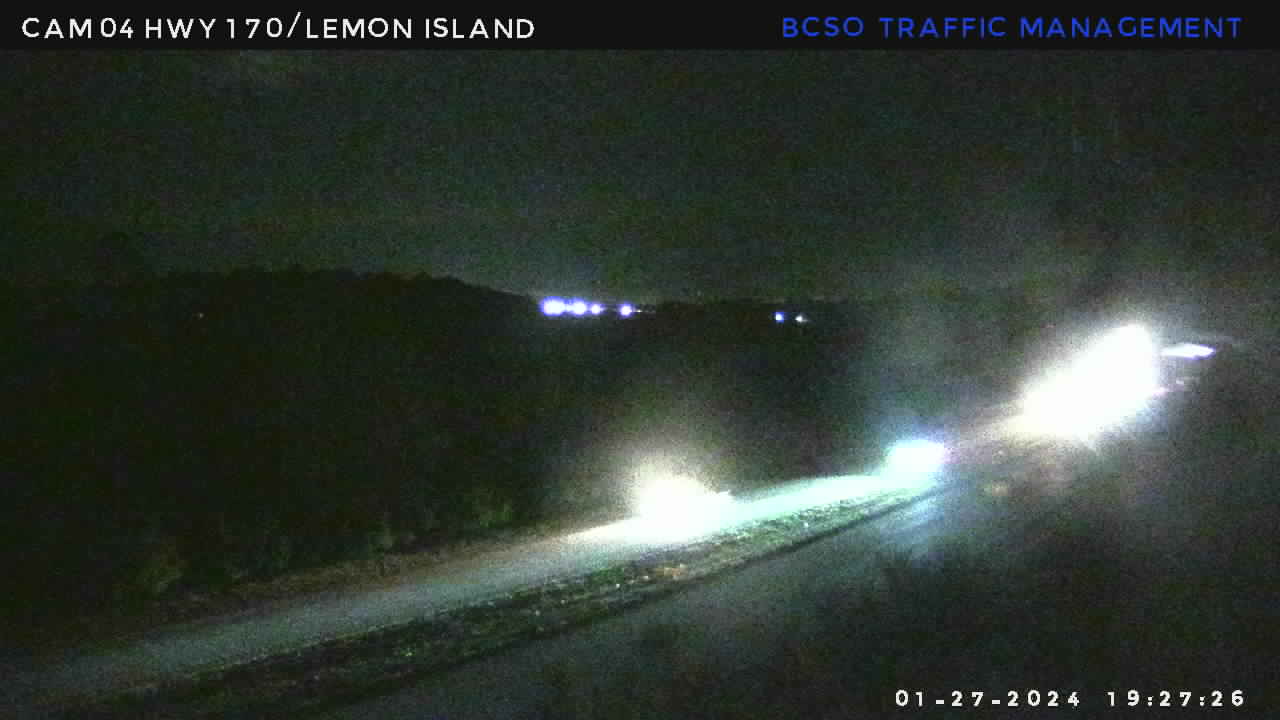 CAM04 HWY 170/LEMON ISLAND
BCSO TRAFFIC MANAGEMENT
01-27-2024 19:27:26